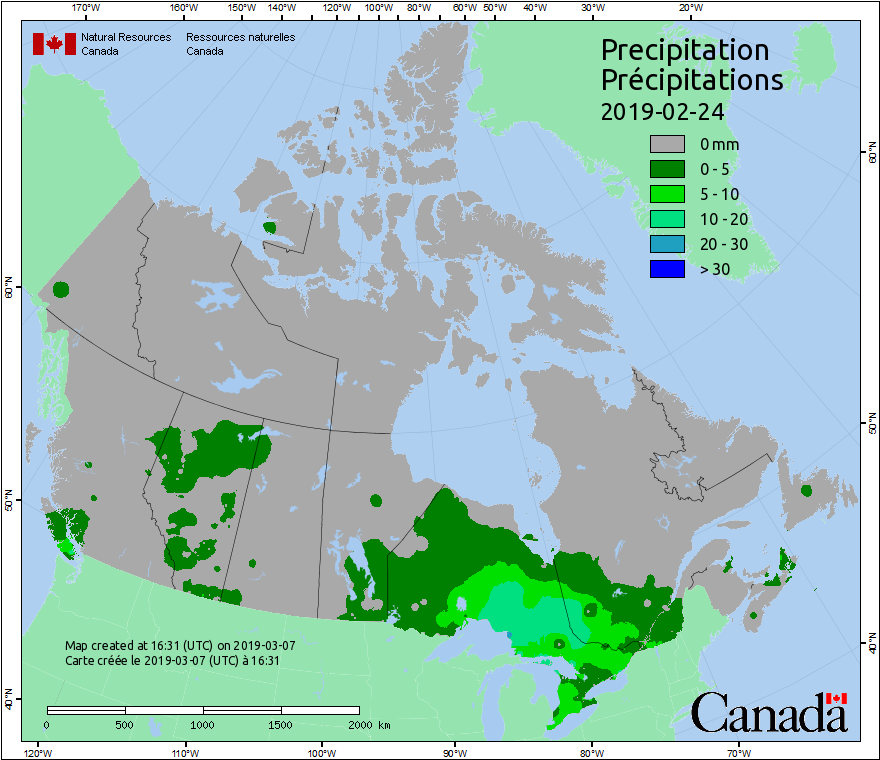 170°W 160°W 150°W 140°W 130°W 120°W 110°W 100°W 90°W 80°W 60°W 50°W 40°W 30°W 20°W
Natural Resources Ressources naturelles
Canada Canada
Precipitation
Précipitations
2019-02-24
0 mm
0 - 5
5 - 10
10 - 20
20 - 30
> 30
60°N
60°N
50°N
50°N
40°N
40°N
Map created at 16:31 (UTC) on 2019-03-07
Carte créée le 2019-03-07 (UTC) à 16:31
0 500 1000 1500 2000 km
Canada
120°W 110°W 100°W 90°W 80°W 70°W